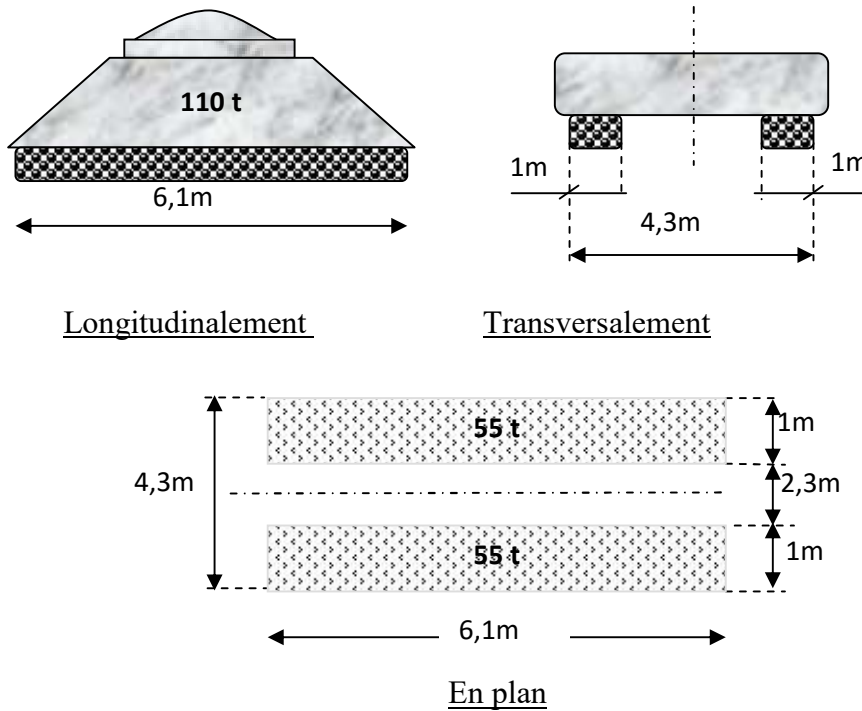 110 t
1m
1m
6,1m
4,3m
Longitudinalement
Transversalement
55 t
1m
4,3m
2,3m
55 t
1m
6,1m
En plan